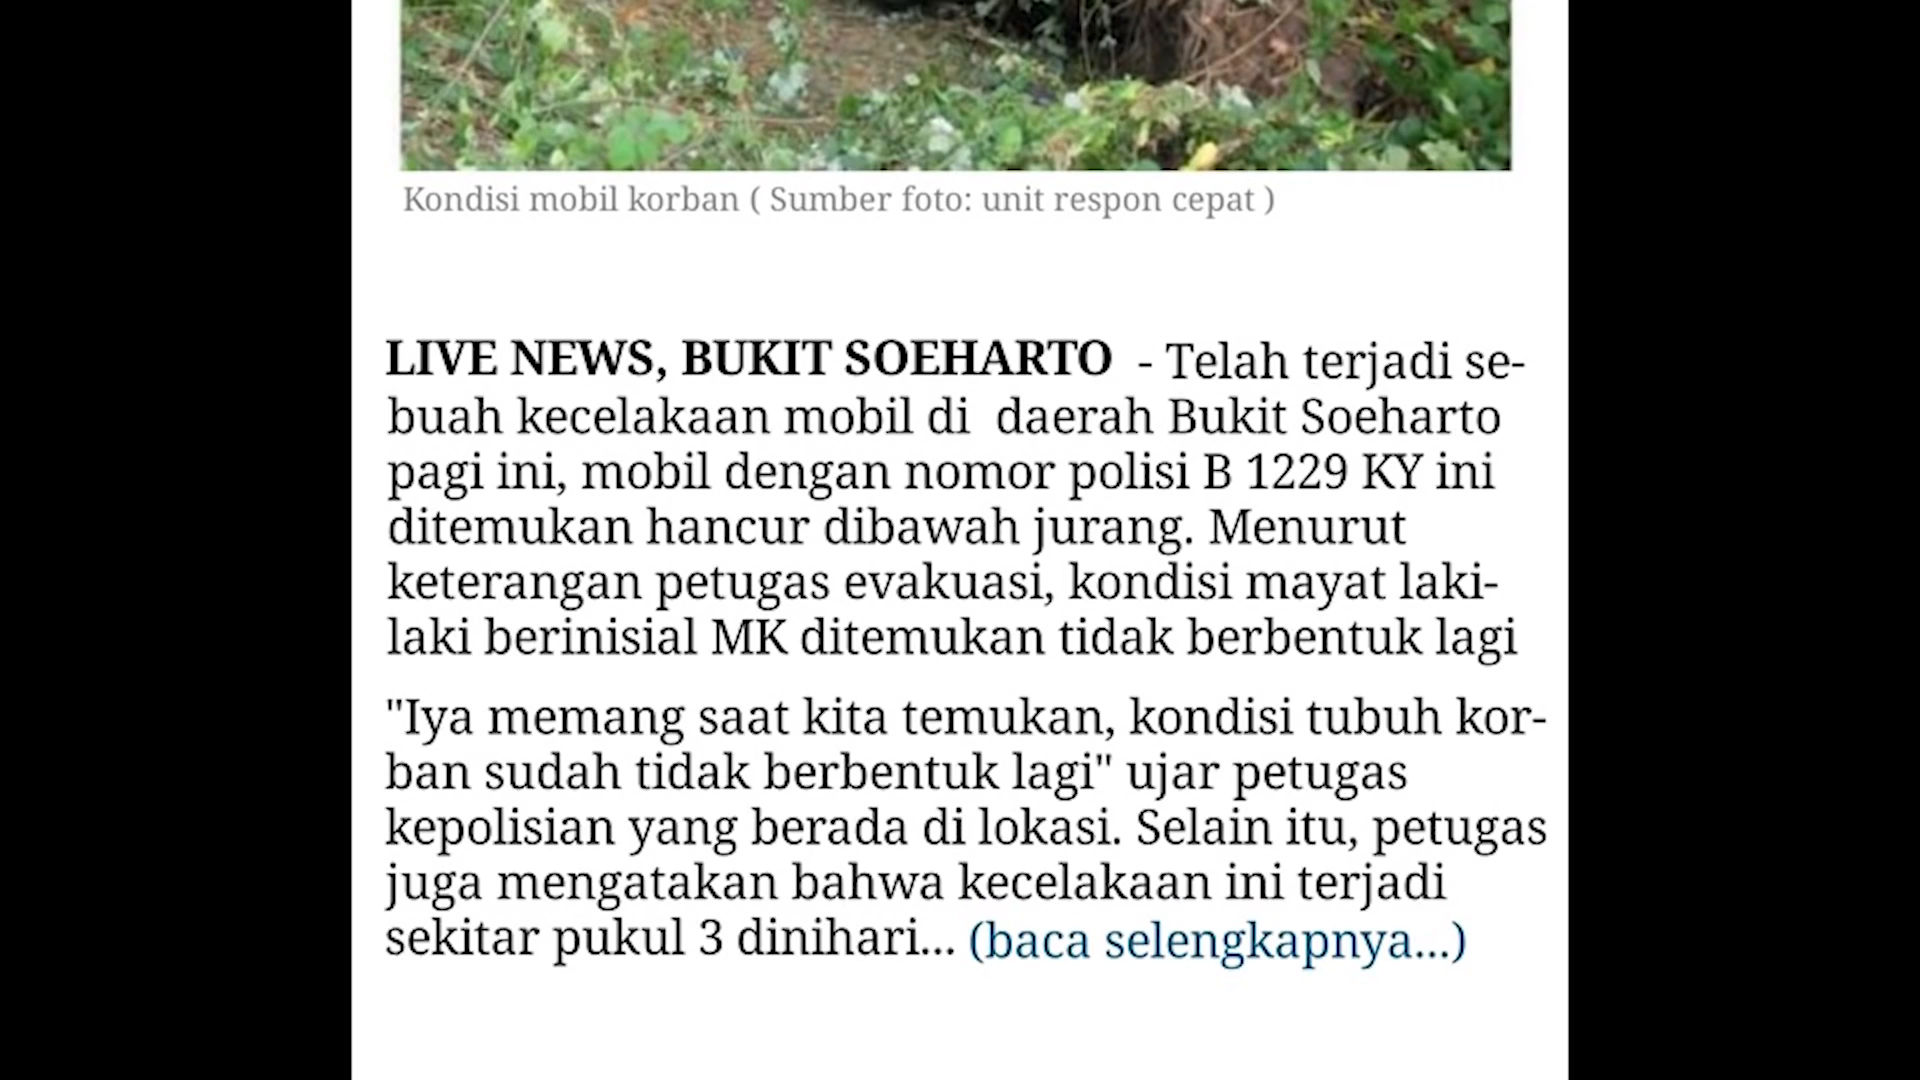 Kondisi mobil korban ( Sumber foto: unit respon cepat )
LIVE NEWS, BUKIT SOEHARTO - Telah terjadi se-
buah kecelakaan mobil di daerah Bukit Soeharto
pagi ini, mobil dengan nomor polisi B 1229 KY ini
ditemukan hancur dibawah jurang. Menurut
keterangan petugas evakuasi, kondisi mayat laki-
laki berinisial MK ditemukan tidak berbentuk lagi
"Iya memang saat kita temukan, kondisi tubuh kor-
ban sudah tidak berbentuk lagi" ujar petugas
kepolisian yang berada di lokasi. Selain itu, petugas
juga mengatakan bahwa kecelakaan ini terjadi
sekitar pukul 3 dinihari... (baca selengkapnya...)